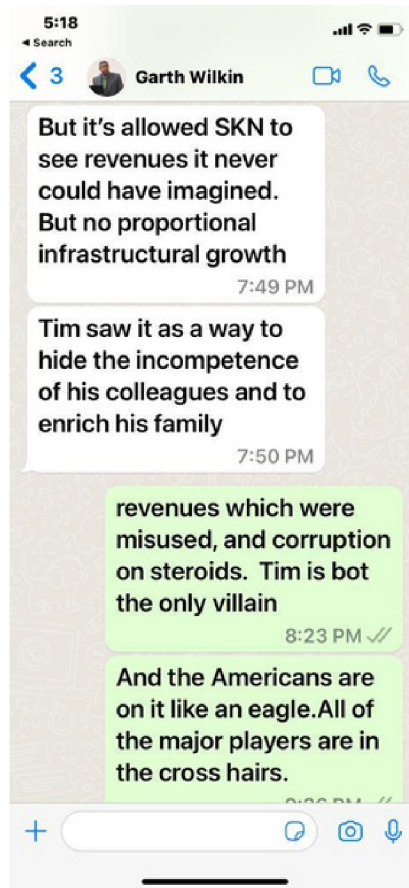 5:18
◀ Search
3 Garth Wilkin
But it's allowed SKN to
see revenues it never
could have imagined.
But no proportional
infrastructural growth
7:49 PM
Tim saw it as a way to
hide the incompetence
of his colleagues and to
enrich his family
7:50 PM
revenues which were
misused, and corruption
on steroids.  Tim is bot
the only villain
8:23 PM
And the Americans are
on it like an eagle.All of
the major players are in
the cross hairs.